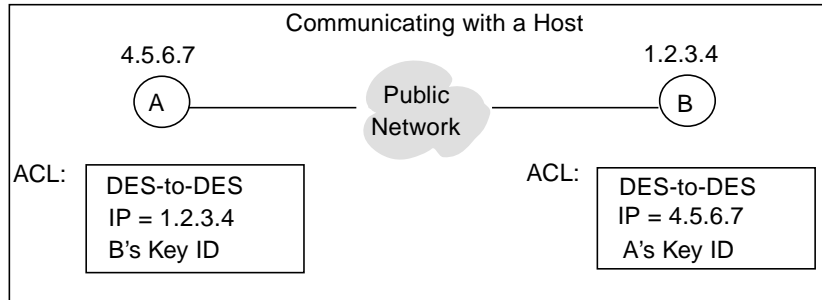 Communicating with a Host
4.5.6.7
1.2.3.4
A
Public
Network
B
ACL:
DES-to-DES
IP = 1.2.3.4
B's Key ID
ACL:
DES-to-DES
IP = 4.5.6.7
A's Key ID